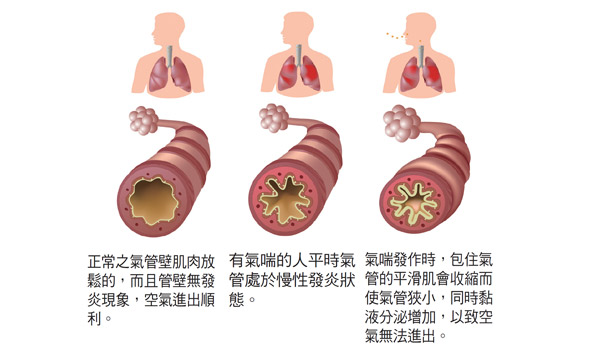 正常之氣管壁肌肉放
鬆的，而且管壁無發
炎現象，空氣進出順
利。
有氣喘的人平時氣
管處於慢性發炎狀
態。
氣喘發作時，包住氣
管的平滑肌會收縮而
使氣管狹小，同時黏
液分泌增加，以致空
氣無法進出。